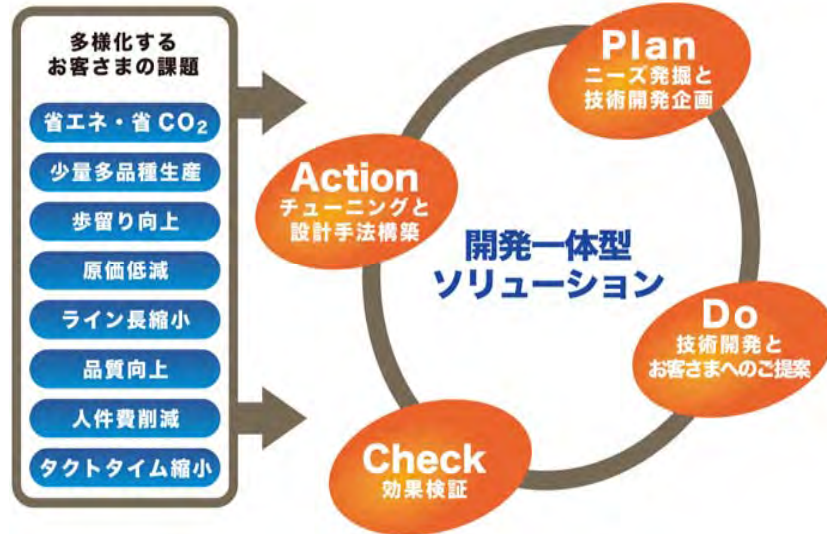 多様化する
お客さまの課題
省エネ・省CO₂
少量多品種生産
歩留り向上
原価低減
ライン長縮小
品質向上
人件費削減
タクトタイム縮小
Plan
ニーズ発掘と
技術開発企画
Action
チューニングと
設計手法構築
開発一体型
ソリューション
Do
技術開発と
お客さまへのご提案
Check
効果検証